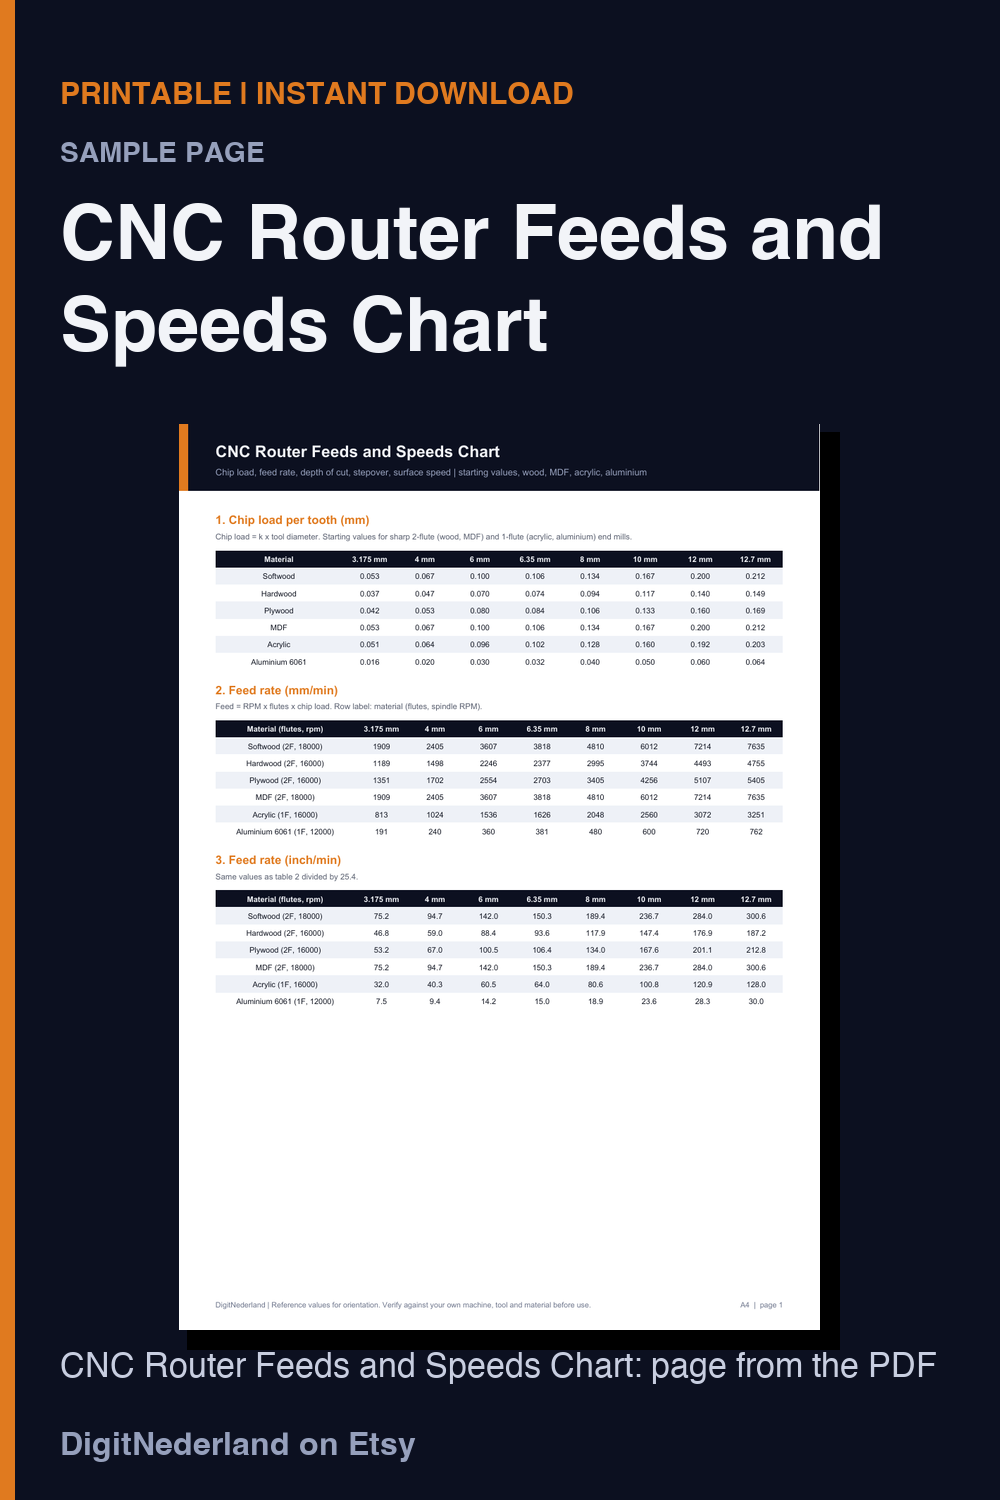 PRINTABLE | INSTANT DOWNLOAD
SAMPLE PAGE
CNC Router Feeds and
Speeds Chart
CNC Router Feeds and Speeds Chart
Chip load, feed rate, depth of cut, stepover, surface speed | starting values, wood, MDF, acrylic, aluminium
1. Chip load per tooth (mm)
Chip load = k x tool diameter. Starting values for sharp 2-flute (wood, MDF) and 1-flute (acrylic, aluminium) end mills.
Material 3.175 mm 4 mm 6 mm 6.35 mm 8 mm 10 mm 12 mm 12.7 mm
Softwood 0.053 0.067 0.100 0.106 0.134 0.167 0.200 0.212
Hardwood 0.037 0.047 0.070 0.074 0.094 0.117 0.140 0.149
Plywood 0.042 0.053 0.080 0.084 0.106 0.133 0.160 0.169
MDF 0.053 0.067 0.100 0.106 0.134 0.167 0.200 0.212
Acrylic 0.051 0.064 0.096 0.102 0.128 0.160 0.192 0.203
Aluminium 6061 0.016 0.020 0.030 0.032 0.040 0.050 0.060 0.064
2. Feed rate (mm/min)
Feed = RPM x flutes x chip load. Row label: material (flutes, spindle RPM).
Material (flutes, rpm) 3.175 mm 4 mm 6 mm 6.35 mm 8 mm 10 mm 12 mm 12.7 mm
Softwood (2F, 18000) 1909 2405 3607 3818 4810 6012 7214 7635
Hardwood (2F, 16000) 1189 1498 2246 2377 2995 3744 4493 4755
Plywood (2F, 16000) 1351 1702 2554 2703 3405 4256 5107 5405
MDF (2F, 18000) 1909 2405 3607 3818 4810 6012 7214 7635
Acrylic (1F, 16000) 813 1024 1536 1626 2048 2560 3072 3251
Aluminium 6061 (1F, 12000) 191 240 360 381 480 600 720 762
3. Feed rate (inch/min)
Same values as table 2 divided by 25.4.
Material (flutes, rpm) 3.175 mm 4 mm 6 mm 6.35 mm 8 mm 10 mm 12 mm 12.7 mm
Softwood (2F, 18000) 75.2 94.7 142.0 150.3 189.4 236.7 284.0 300.6
Hardwood (2F, 16000) 46.8 59.0 88.4 93.6 117.9 147.4 176.9 187.2
Plywood (2F, 16000) 53.2 67.0 100.5 106.4 134.0 167.6 201.1 212.8
MDF (2F, 18000) 75.2 94.7 142.0 150.3 189.4 236.7 284.0 300.6
Acrylic (1F, 16000) 32.0 40.3 60.5 64.0 80.6 100.8 120.9 128.0
Aluminium 6061 (1F, 12000) 7.5 9.4 14.2 15.0 18.9 23.6 28.3 30.0
DigitNederland | Reference values for orientation. Verify against your own machine, tool and material before use. A4 | page 1
CNC Router Feeds and Speeds Chart: page from the PDF
DigitNederland on Etsy